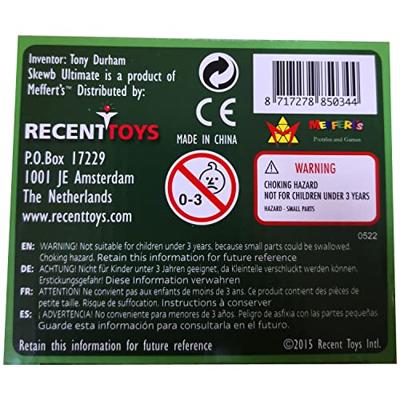 Inventor: Tony Durham
Skewb Ultimate is a product of
Meffert's™ Distributed by:
RECENTTOYS
P.O.Box 17229
1001 JE Amsterdam
The Netherlands
www.recenttoys.com
CE
MADE IN CHINA
0-3
8 717278 850344
MEFFERT'S
Puzzles and Games
WARNING
CHOKING HAZARD
NOT FOR CHILDREN UNDER 3 YEARS
HAZARD - SMALL PARTS
0522
EN: WARNING! Not suitable for children under 3 years, because small parts could be swallowed.
Choking hazard. Retain this information for future reference
DE: ACHTUNG! Nicht für Kinder unter 3 Jahren geeignet, da Kleinteile verschluckt werden können.
Erstickungsgefahr! Diese Information verwahren
FR: ATTENTION! Ne convient pas aux enfants de moins de 3 ans. Ce produit contient des pièces de
petite taille. Risque de suffocation. Instructions à conserver
ES: ¡ ADVERTENCIA! No conveniente para menores de 3 años. Peligro de asfixia con las partes pequeñas
Guarde esta información para consultarla en el futuro.
Retain this information for future reference
©2015 Recent Toys Intl.